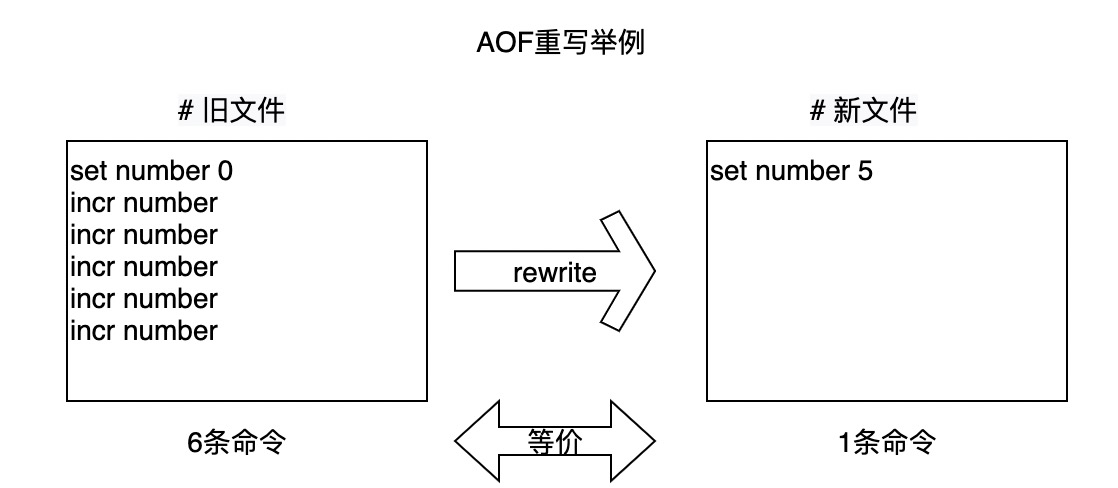 AOF重写举例
# 旧文件
# 新文件
set number 0
incr number
incr number
incr number
incr number
incr number
set number 5
rewrite
6条命令
等价
1条命令